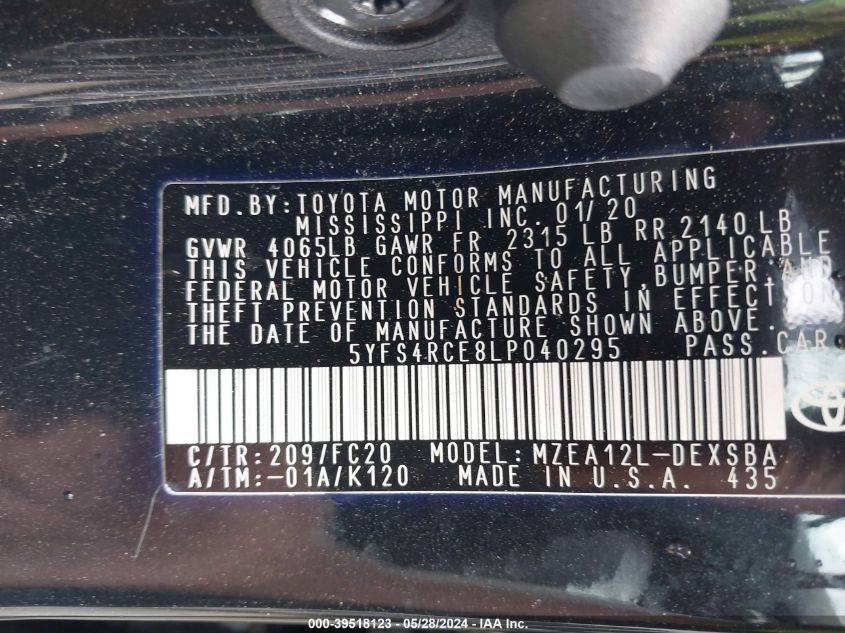 MFD.BY:TOYOTA MOTOR MANUFACTURING
MISSISSIPPI INC. 01/20
GVWR 4065LB GAWR FR 2315 LB RR 2140 LB
THIS VEHICLE CONFORMS TO ALL APPLICABLE
FEDERAL MOTOR VEHICLE SAFETY,BUMPER,AND
THEFT PREVENTION STANDARDS IN EFFECT ON
THE DATE OF MANUFACTURE SHOWN ABOVE.
5YFS4RCE8LP040295 PASS.CAR
C/TR:209/FC20 MODEL:MZEA12L-DEXSBA
A/TM:-01A/K120 MADE IN U.S.A. 435
000-39518123 - 05/28/2024 - IAA Inc.